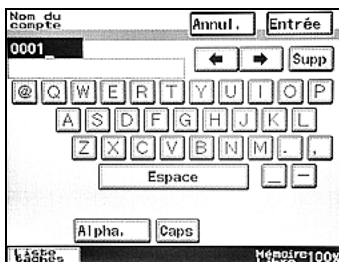 Nom du
compte
Annul. Entrée
0001_
← → Supp
@ Q W E R T Y U I O P
A S D F G H J K L
Z X C V B N M . ,
Espace _ —
Alpha. Caps
Liste
tâches
Mémoire 100%
Libre